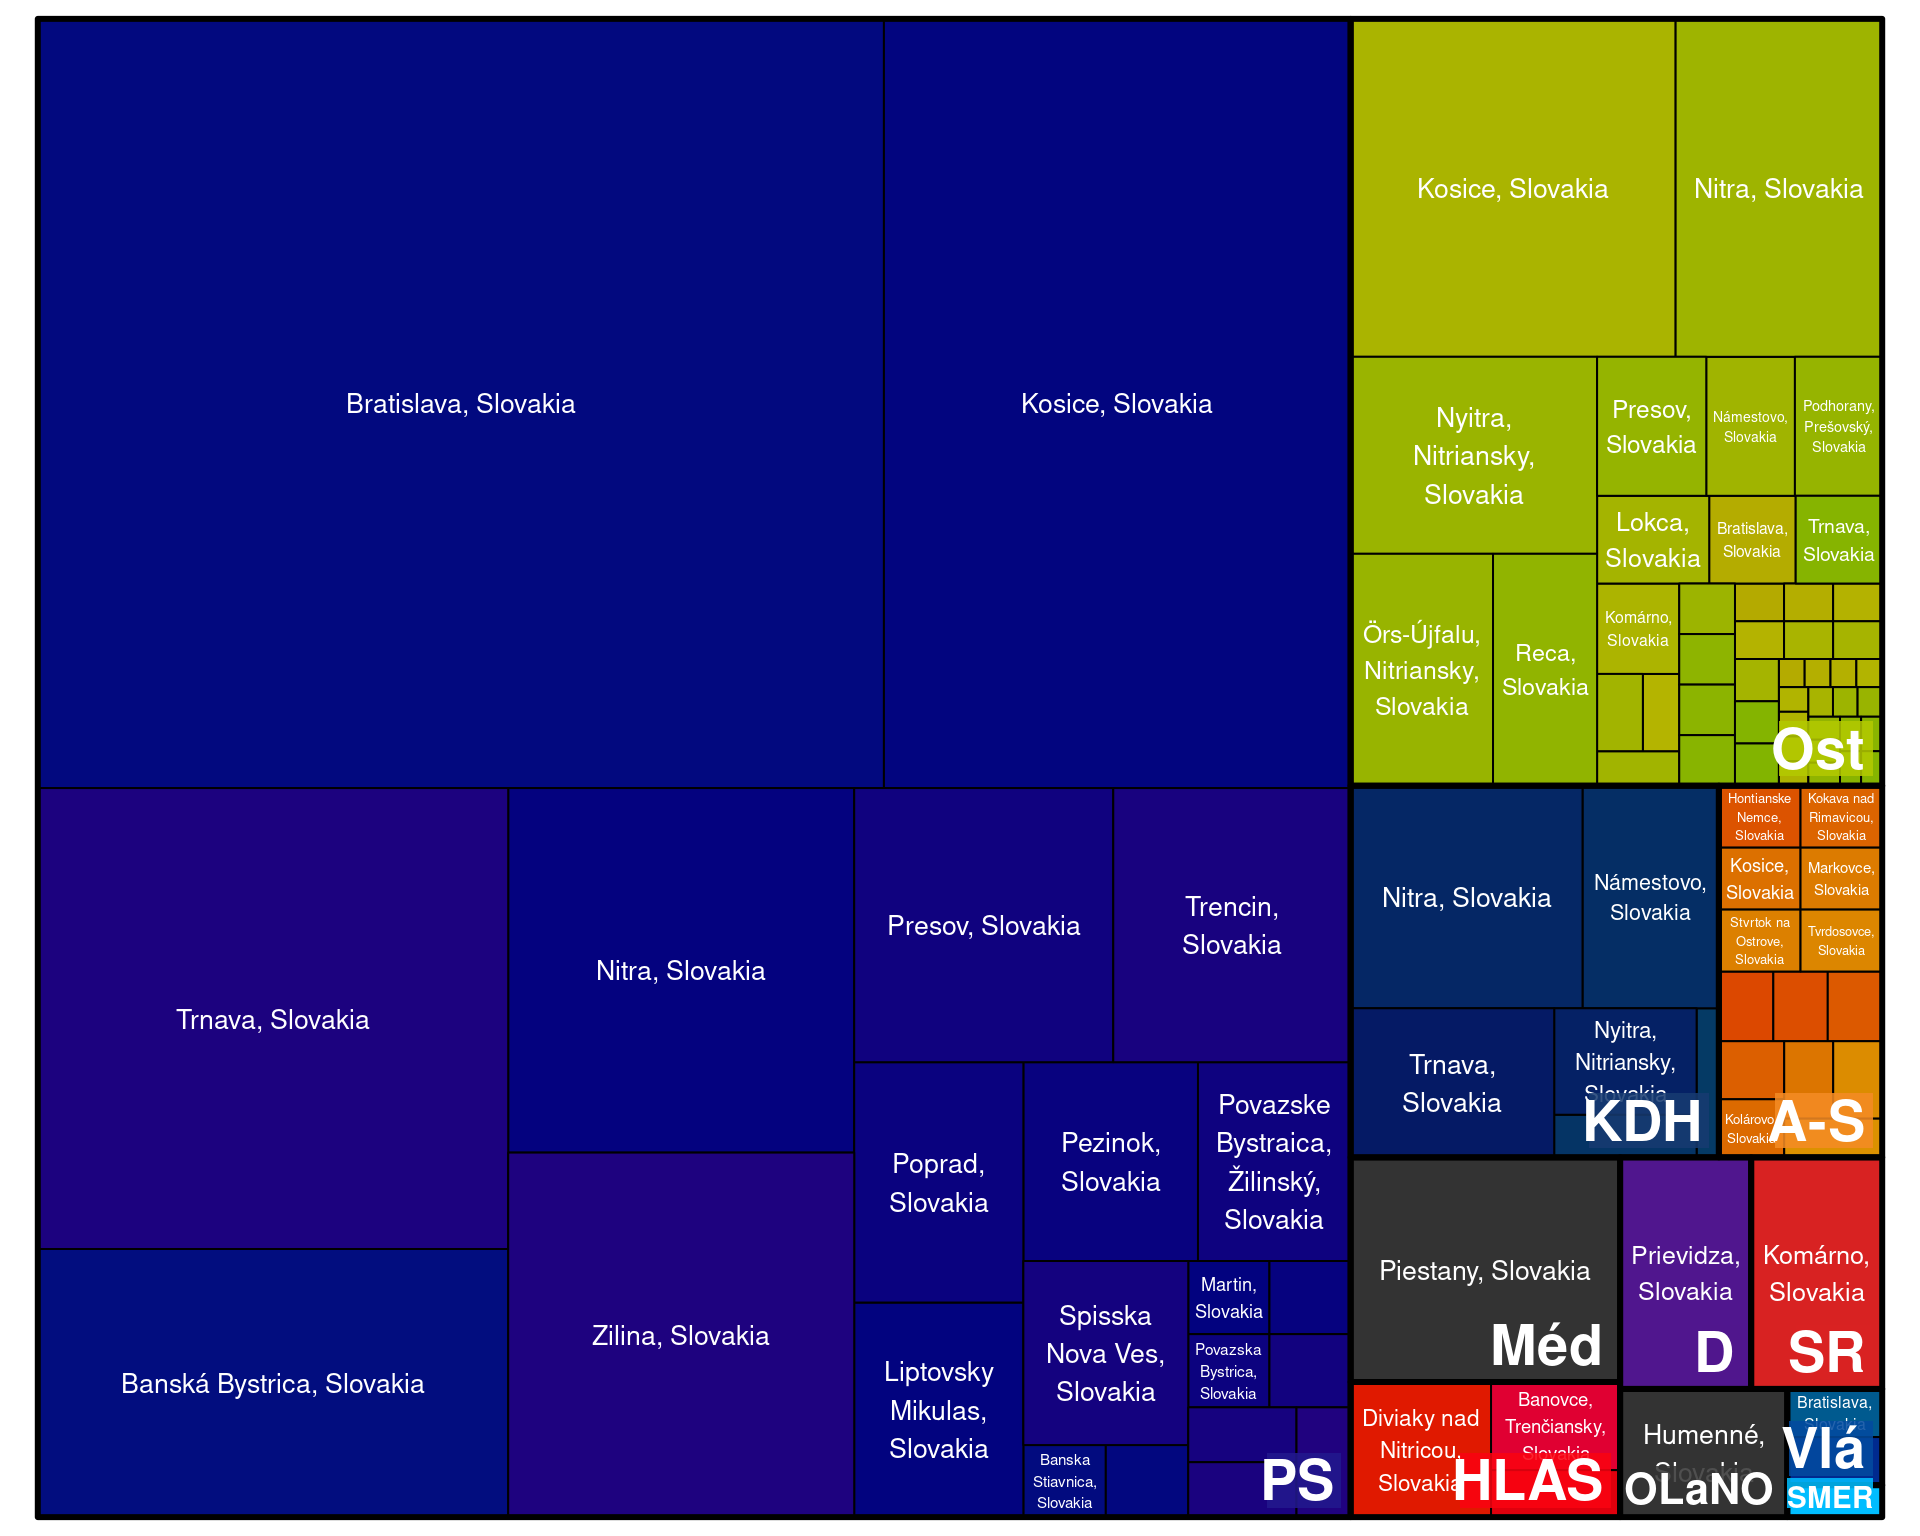 Bratislava, Slovakia
Kosice, Slovakia
Trnava, Slovakia
Banská Bystrica, Slovakia
Nitra, Slovakia
Zilina, Slovakia
Presov, Slovakia
Trencin,
Slovakia
Poprad,
Slovakia
Pezinok,
Slovakia
Povazske
Bystraica,
Žilinský,
Slovakia
Liptovsky
Mikulas,
Slovakia
Spisska
Nova Ves,
Slovakia
Martin,
Slovakia
Povazska
Bystrica,
Slovakia
Banska
Stiavnica,
Slovakia
PS
Kosice, Slovakia
Nitra, Slovakia
Nyitra,
Nitriansky,
Slovakia
Presov,
Slovakia
Námestovo,
Slovakia
Podhorany,
Prešovský,
Slovakia
Lokca,
Slovakia
Bratislava,
Slovakia
Trnava,
Slovakia
Örs-Újfalu,
Nitriansky,
Slovakia
Reca,
Slovakia
Komárno,
Slovakia
Ost
Nitra, Slovakia
Námestovo,
Slovakia
Trnava,
Slovakia
Nyitra,
Nitriansky,
Slovakia
KDH
Hontianske
Nemce,
Slovakia
Kokava nad
Rimavicou,
Slovakia
Kosice,
Slovakia
Markovce,
Slovakia
Stvrtok na
Ostrove,
Slovakia
Tvrdosovce,
Slovakia
Kolárovo,
Slovakia
A-S
Piestany, Slovakia
Méd
Prievidza,
Slovakia
D
Komárno,
Slovakia
SR
Diviaky nad
Nitricou,
Slovakia
Banovce,
Trenčiansky,
Slovakia
HLAS
Humenné,
Slovakia
OLaNO
Bratislava,
Slovakia
Vlá
SMER